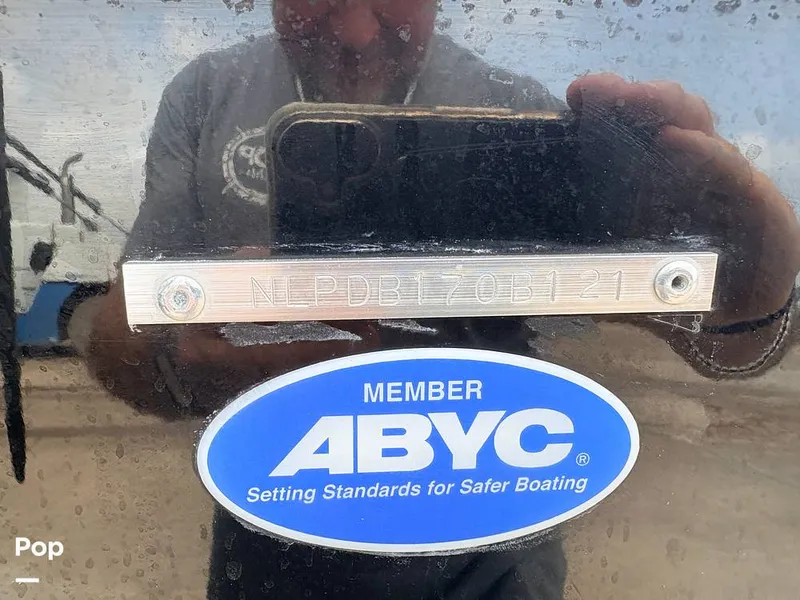 NLPDB170B121
MEMBER
ABYC®
Setting Standards for Safer Boating
Pop